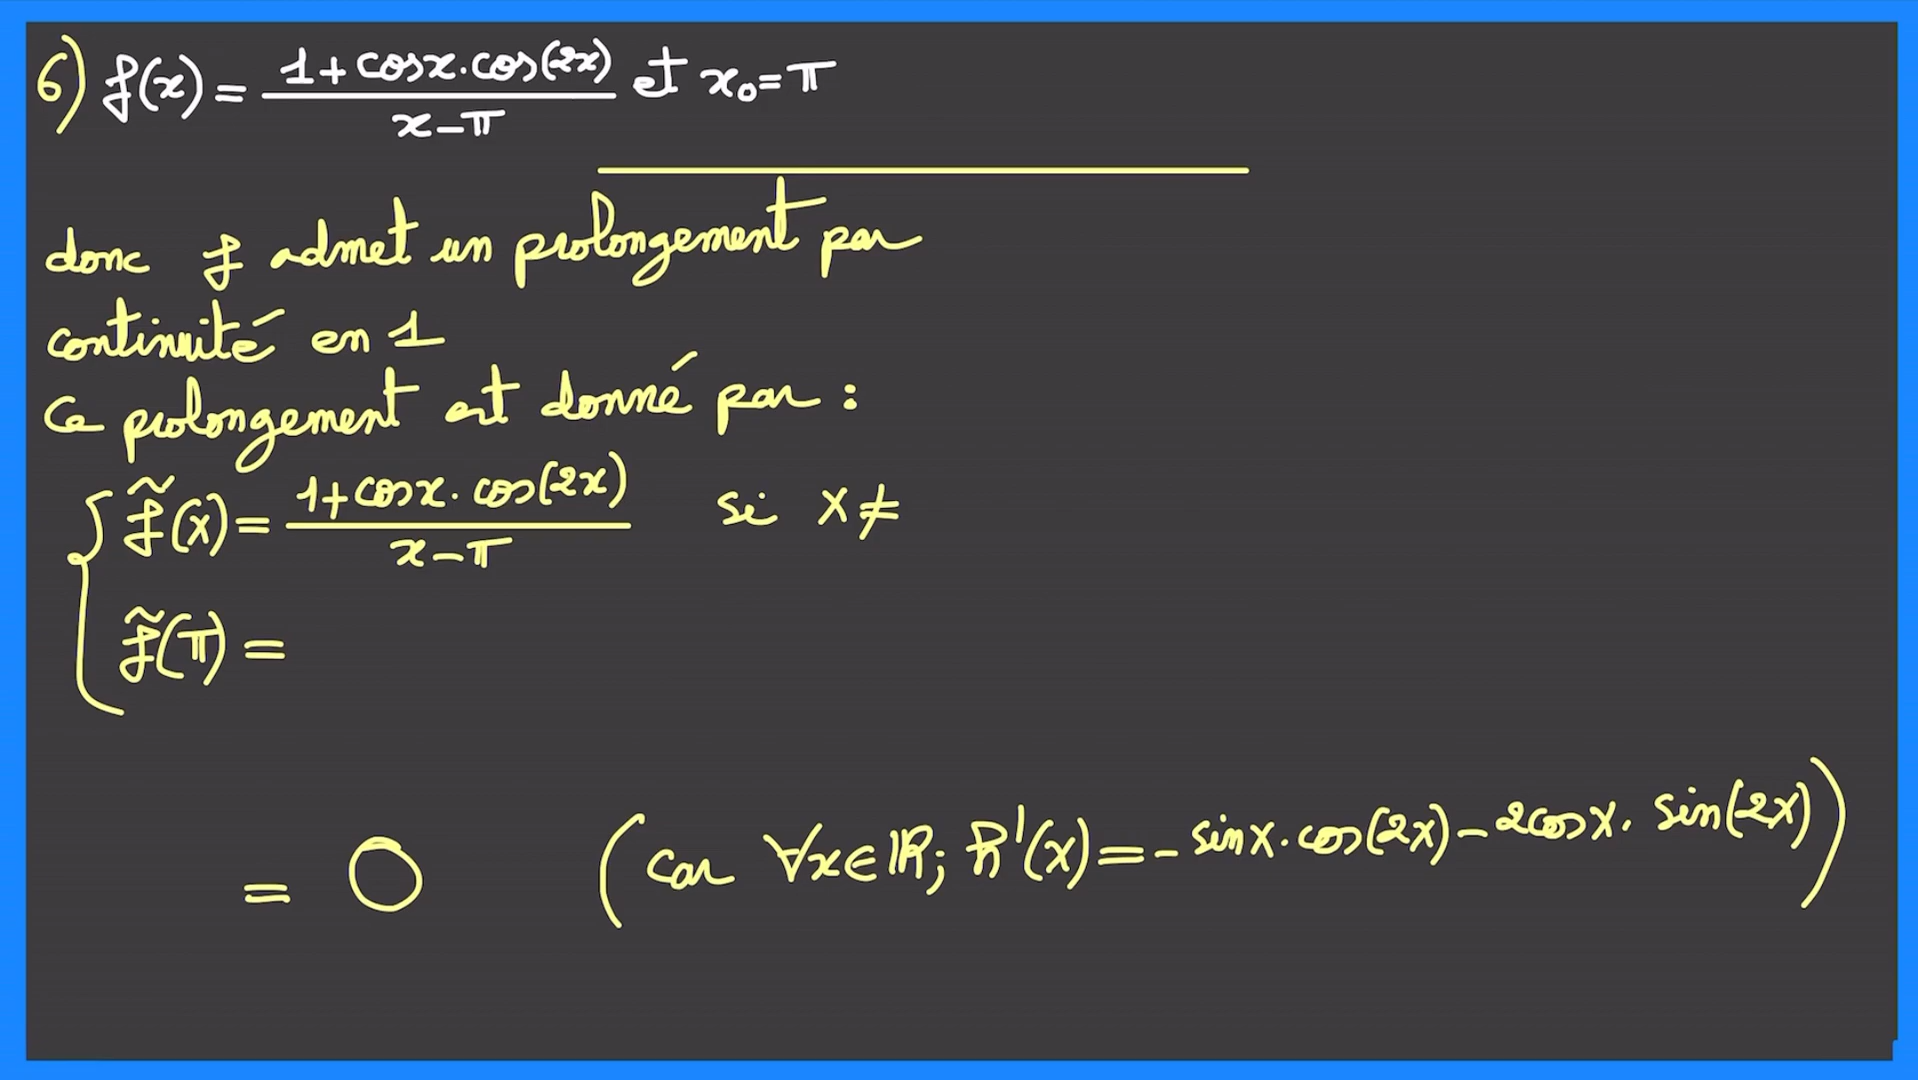 6) f(x) = (1+cosx.cos(2x))/(x-π) et x₀=π
donc f admet un prolongement par
continuité en 1
Ce prolongement est donné par :
f̃(x) = (1+cosx.cos(2x))/(x-π) si x≠
f̃(π) =
= 0 (car ∀x∈ℝ; h'(x)=-sinx.cos(2x)-2cosx.sin(2x))